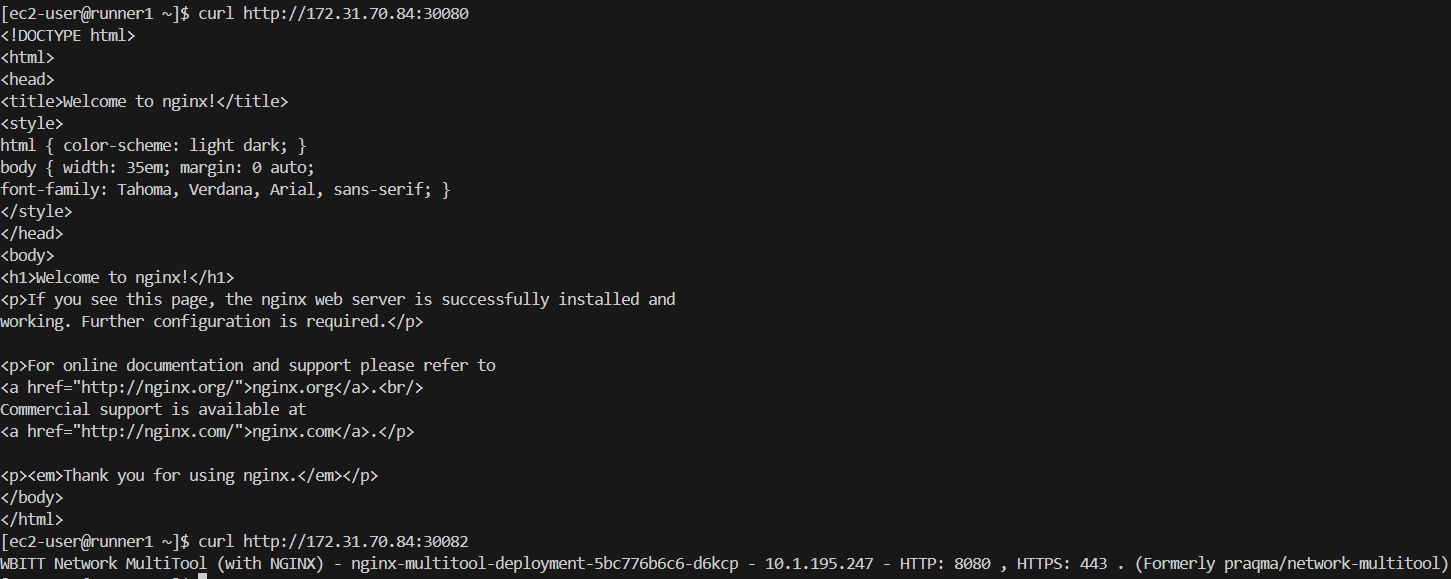 [ec2-user@runner1 ~]$ curl http://172.31.70.84:30080
<!DOCTYPE html>
<html>
<head>
<title>Welcome to nginx!</title>
<style>
html { color-scheme: light dark; }
body { width: 35em; margin: 0 auto;
font-family: Tahoma, Verdana, Arial, sans-serif; }
</style>
</head>
<body>
<h1>Welcome to nginx!</h1>
<p>If you see this page, the nginx web server is successfully installed and
working. Further configuration is required.</p>

<p>For online documentation and support please refer to
<a href="http://nginx.org/">nginx.org</a>.<br/>
Commercial support is available at
<a href="http://nginx.com/">nginx.com</a>.</p>

<p><em>Thank you for using nginx.</em></p>
</body>
</html>
[ec2-user@runner1 ~]$ curl http://172.31.70.84:30082
WBITT Network MultiTool (with NGINX) - nginx-multitool-deployment-5bc776b6c6-d6kcp - 10.1.195.247 - HTTP: 8080 , HTTPS: 443 . (Formerly praqma/network-multitool)
[ec2-user@runner1 ~]$